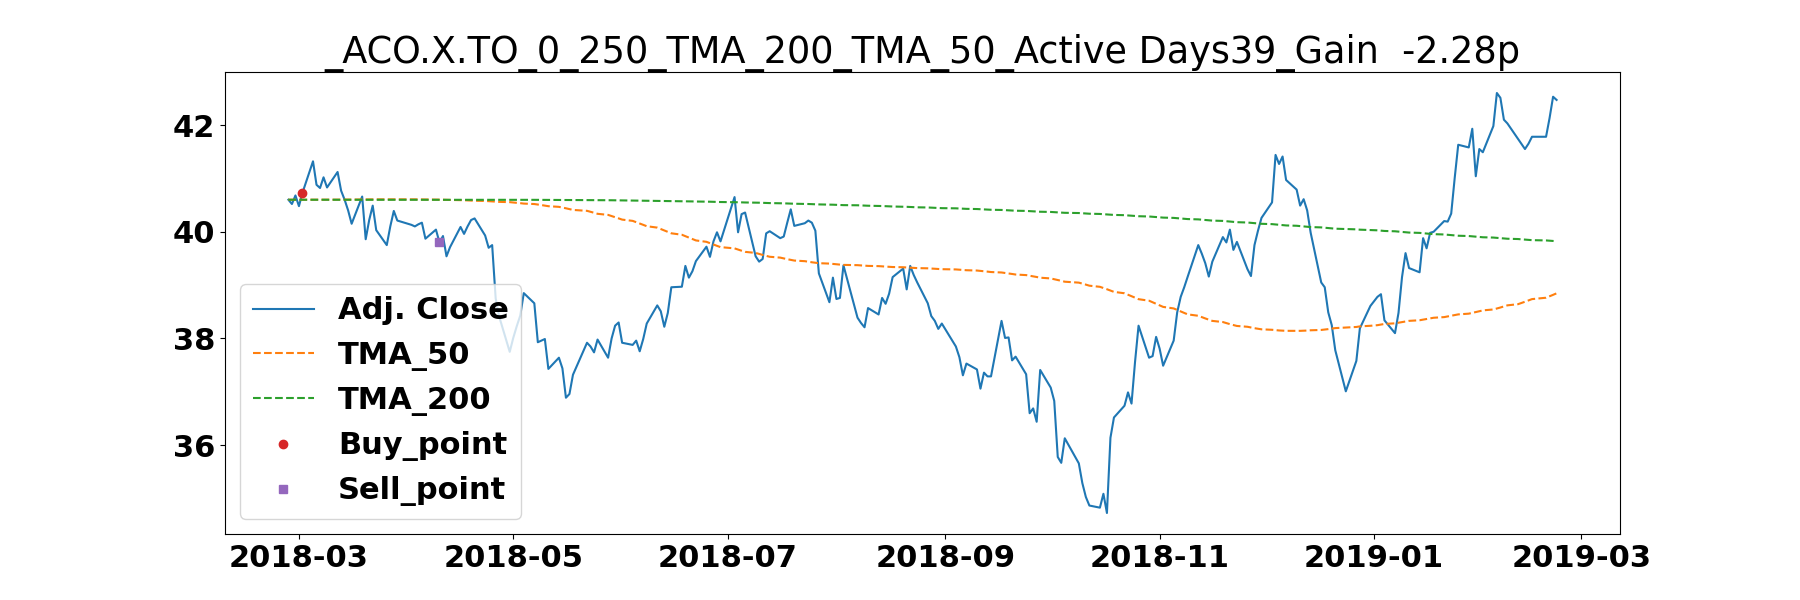 _ACO.X.TO_0_250_TMA_200_TMA_50_Active Days39_Gain  -2.28p
42
40
38
36
Adj. Close
TMA_50
TMA_200
Buy_point
Sell_point
2018-03 2018-05 2018-07 2018-09 2018-11 2019-01 2019-03